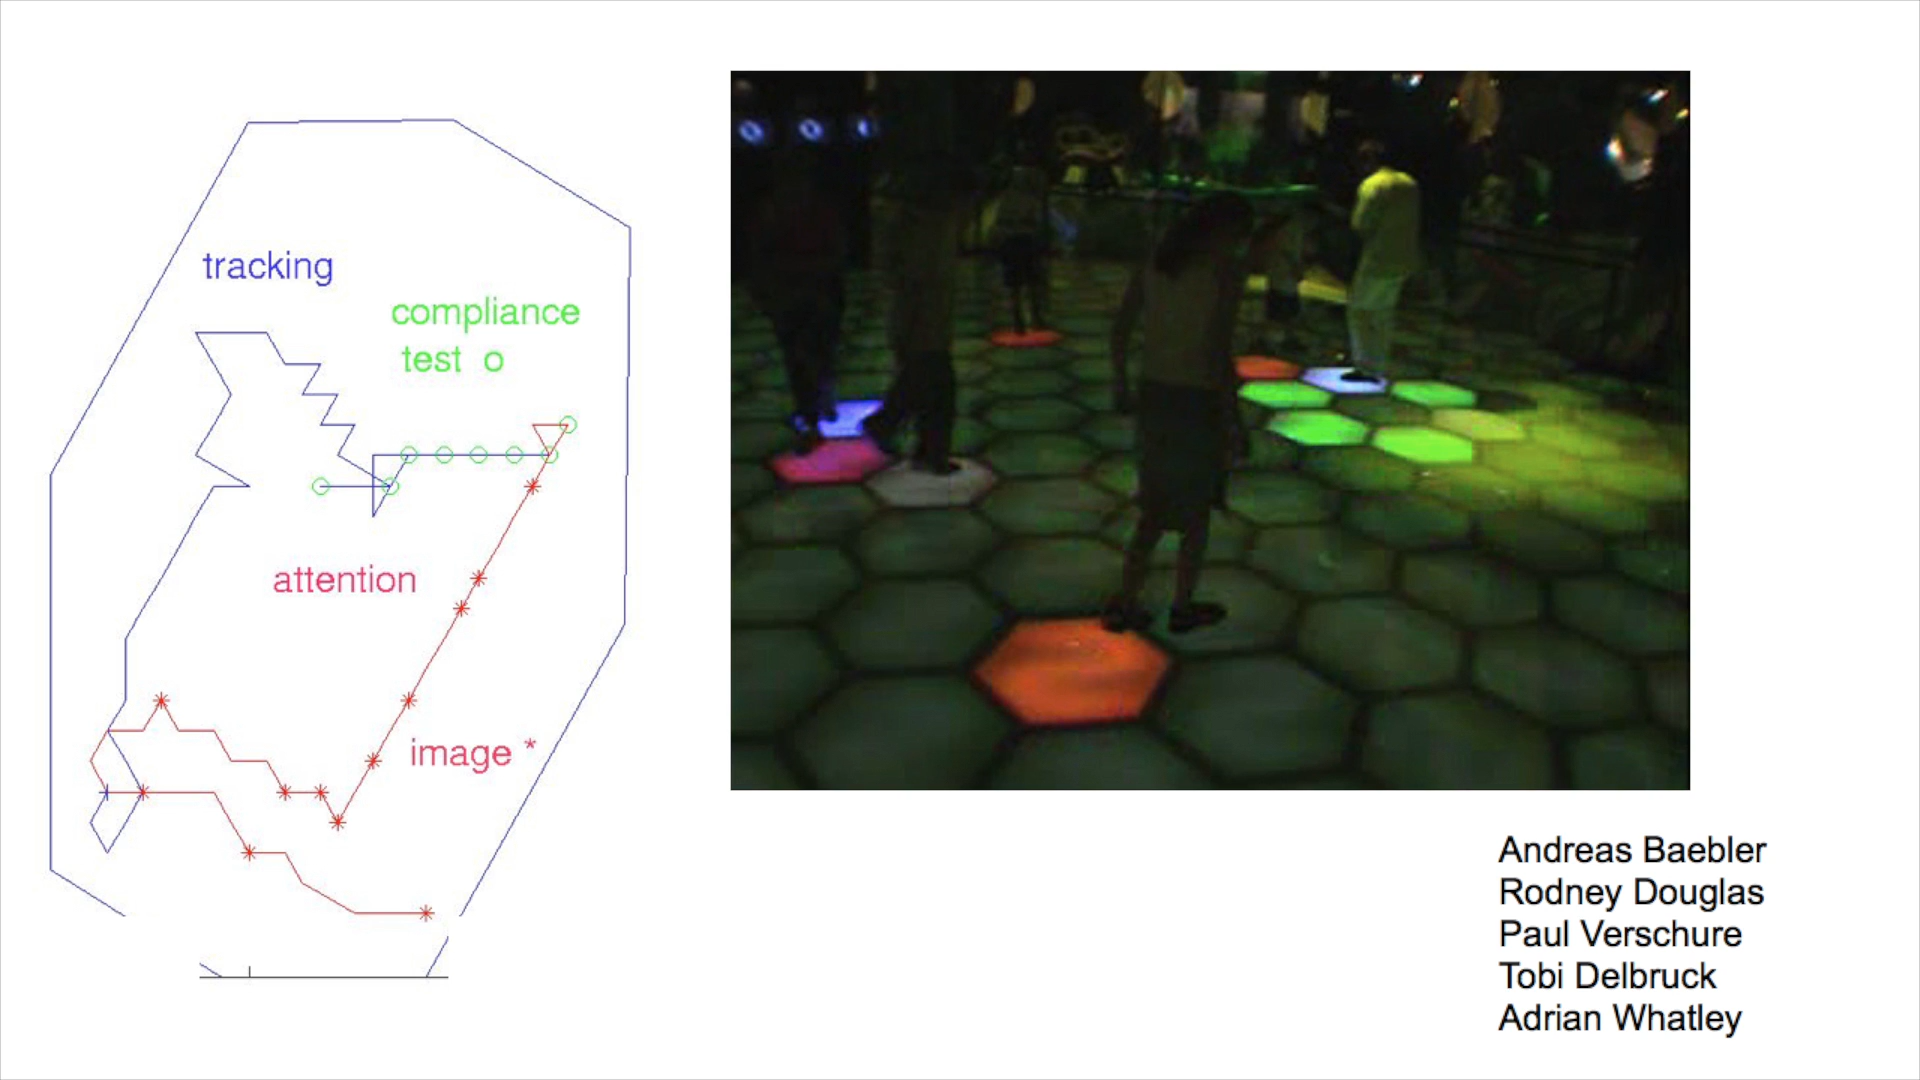 tracking
compliance
test o
attention
image *
Andreas Baebler
Rodney Douglas
Paul Verschure
Tobi Delbruck
Adrian Whatley